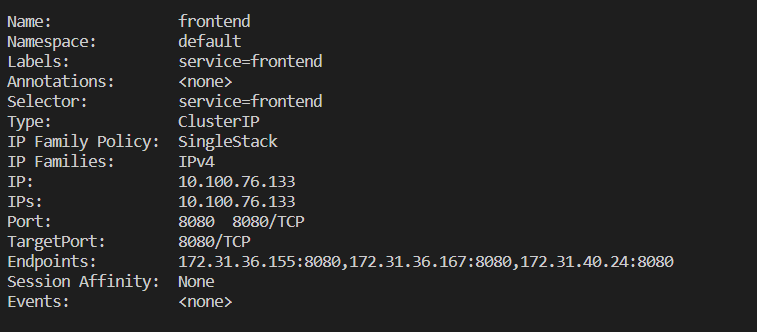 Name:              frontend
Namespace:         default
Labels:            service=frontend
Annotations:       <none>
Selector:          service=frontend
Type:              ClusterIP
IP Family Policy:  SingleStack
IP Families:       IPv4
IP:                10.100.76.133
IPs:               10.100.76.133
Port:              8080  8080/TCP
TargetPort:        8080/TCP
Endpoints:         172.31.36.155:8080,172.31.36.167:8080,172.31.40.24:8080
Session Affinity:  None
Events:            <none>